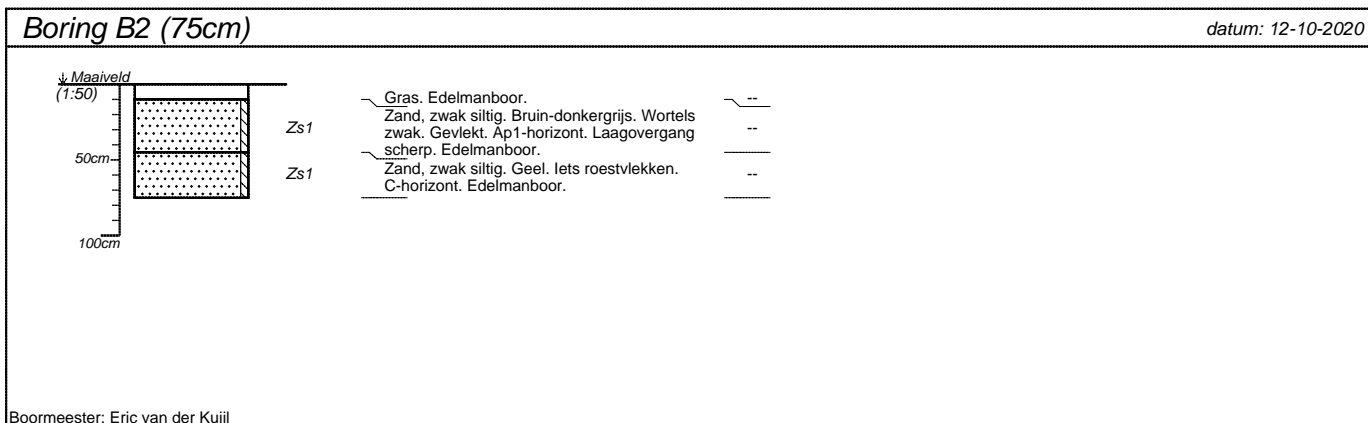 Boring B2 (75cm)
datum: 12-10-2020
Maaiveld
(1:50)
Gras. Edelmanboor.
--
Zs1
Zand, zwak siltig. Bruin-donkergrijs. Wortels
zwak. Gevlekt. Ap1-horizont. Laagovergang
scherp. Edelmanboor.
--
50cm
Zs1
Zand, zwak siltig. Geel. Iets roestvlekken.
C-horizont. Edelmanboor.
--
100cm
Boormeester: Eric van der Kuijl